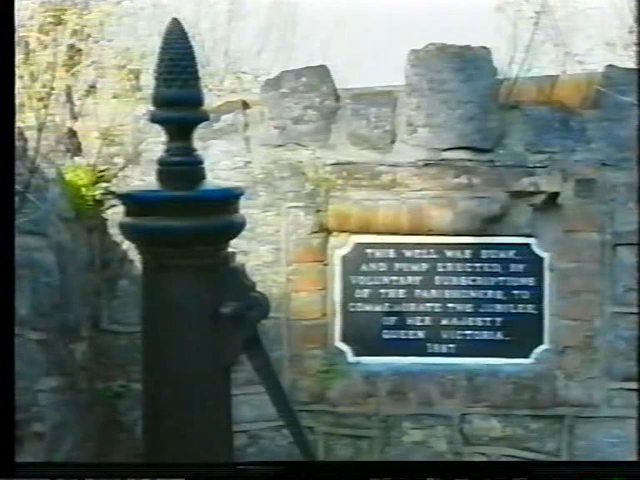 THIS WELL WAS SUNK,
AND PUMP ERECTED, BY
VOLUNTARY SUBSCRIPTIONS
OF THE PARISHIONERS, TO
COMMEMORATE THE JUBILEE
OF HER MAJESTY
QUEEN VICTORIA.
1887